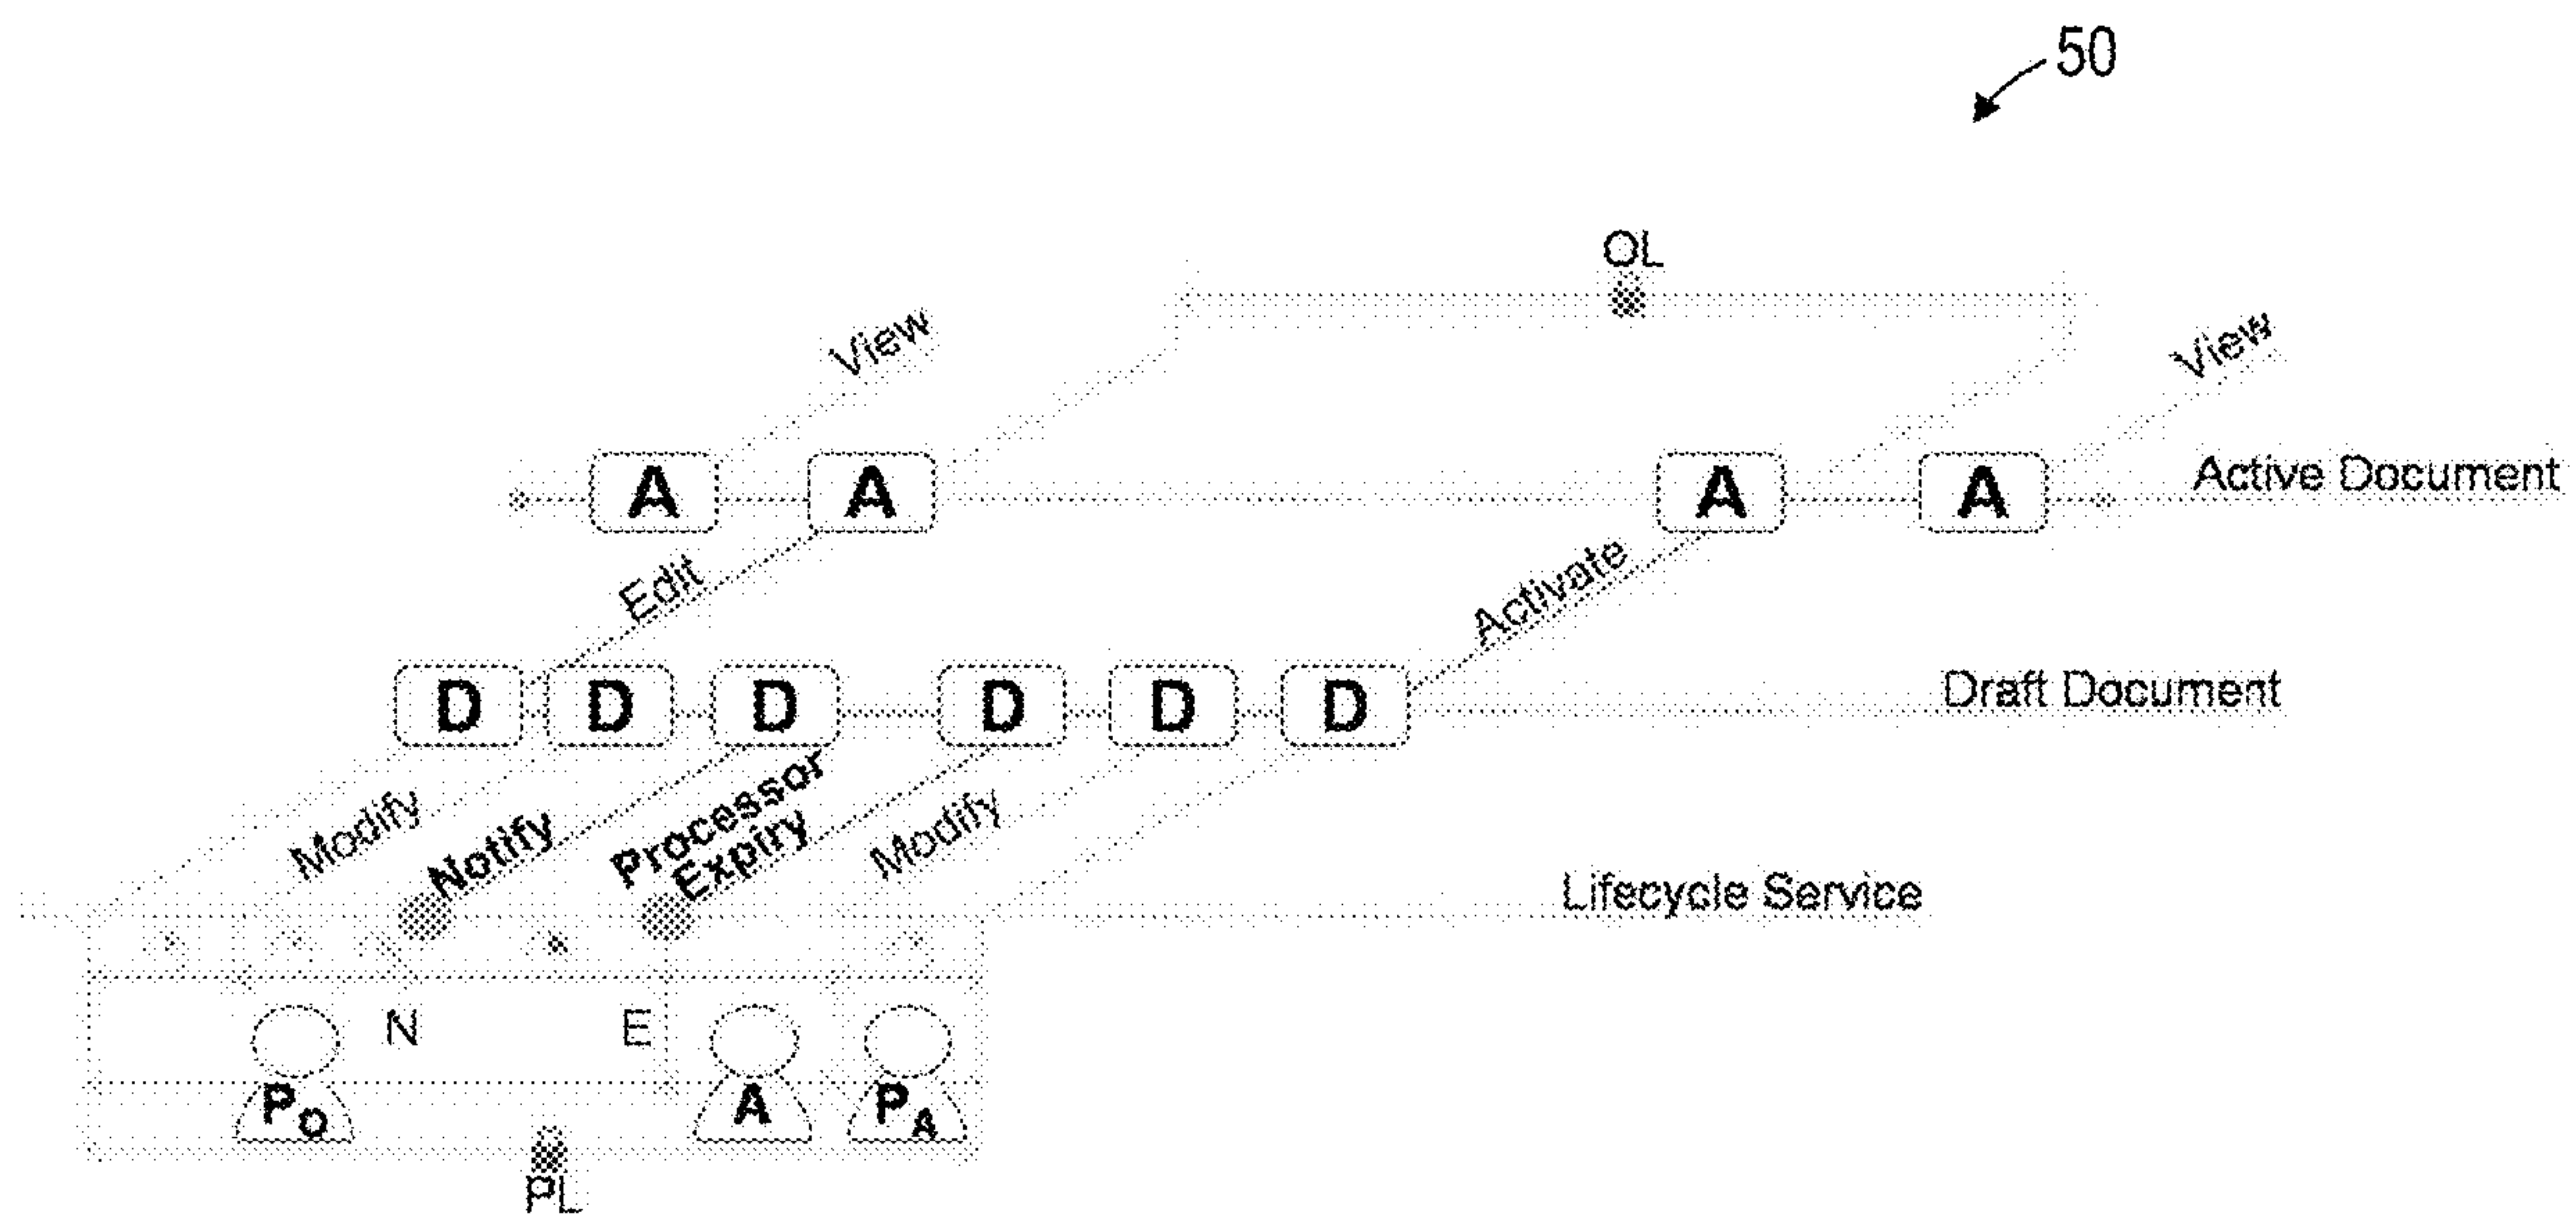 50
OL
View
View
A
A
A
A
Active Document
Edit
Activate
D
D
D
D
D
D
Draft Document
Modify
Notify
Processor
Expiry
Modify
Lifecycle Service
N
E
PO
A
PA
PL